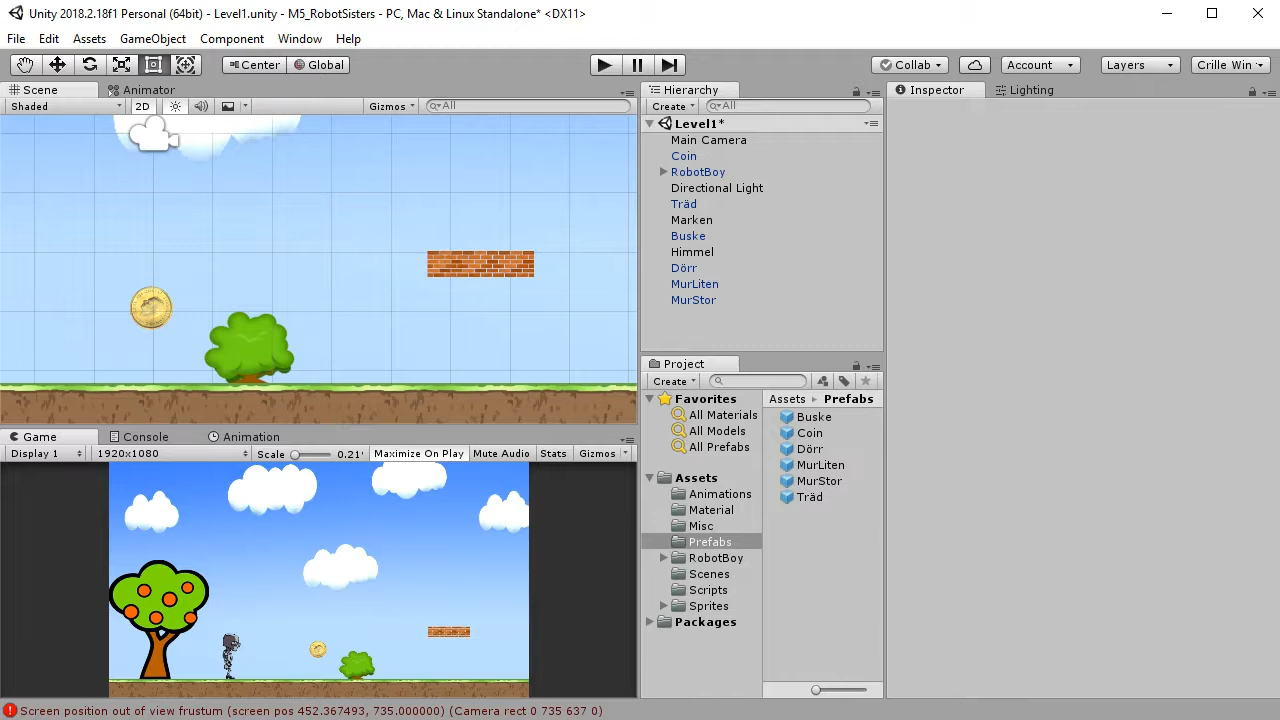 Unity 2018.2.18f1 Personal (64bit) - Level1.unity - M5_RobotSisters - PC, Mac & Linux Standalone* <DX11>
File Edit Assets GameObject Component Window Help
Center Global Collab Account Layers Crille Win
Scene Animator
Shaded 2D Gizmos All
Hierarchy
Create All
Level1*
Main Camera
Coin
RobotBoy
Directional Light
Träd
Marken
Buske
Himmel
Dörr
MurLiten
MurStor
Inspector Lighting
Project
Create
Favorites
All Materials
All Models
All Prefabs
Assets
Animations
Material
Misc
Prefabs
RobotBoy
Scenes
Scripts
Sprites
Packages
Assets Prefabs
Buske
Coin
Dörr
MurLiten
MurStor
Träd
Game Console Animation
Display 1 1920x1080 Scale 0.21 Maximize On Play Mute Audio Stats Gizmos
Screen position out of view frustum (screen pos 452.367493, 735.000000) (Camera rect 0 735 637 0)